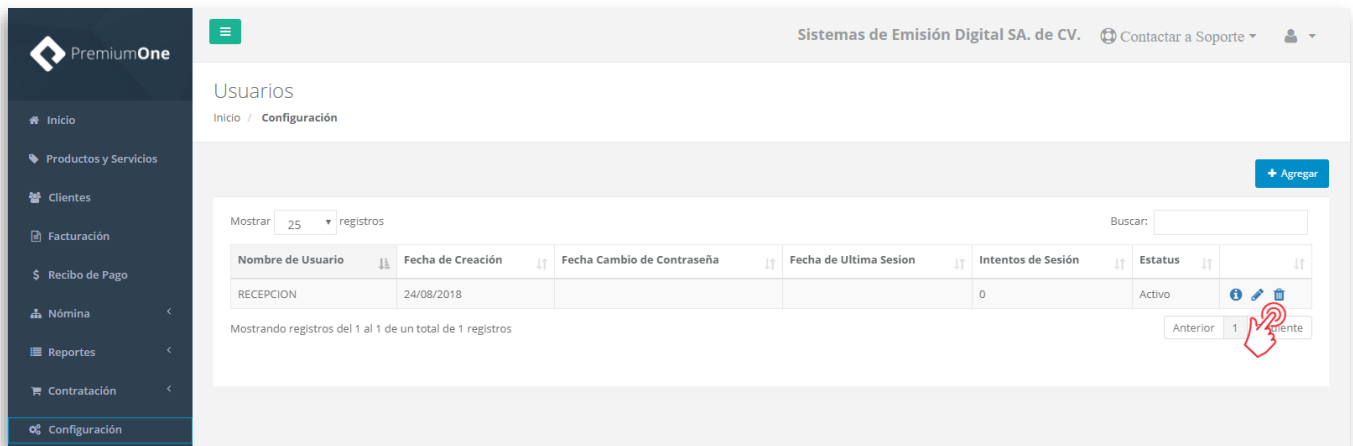 PremiumOne
Sistemas de Emisión Digital SA. de CV. Contactar a Soporte
Usuarios
Inicio / Configuración
Inicio
Productos y Servicios
Clientes
Facturación
$ Recibo de Pago
Nómina
Reportes
Contratación
Configuración
+ Agregar
Mostrar 25 registros Buscar:
Nombre de Usuario Fecha de Creación Fecha Cambio de Contraseña Fecha de Ultima Sesion Intentos de Sesión Estatus
RECEPCION 24/08/2018 0 Activo
Mostrando registros del 1 al 1 de un total de 1 registros Anterior 1